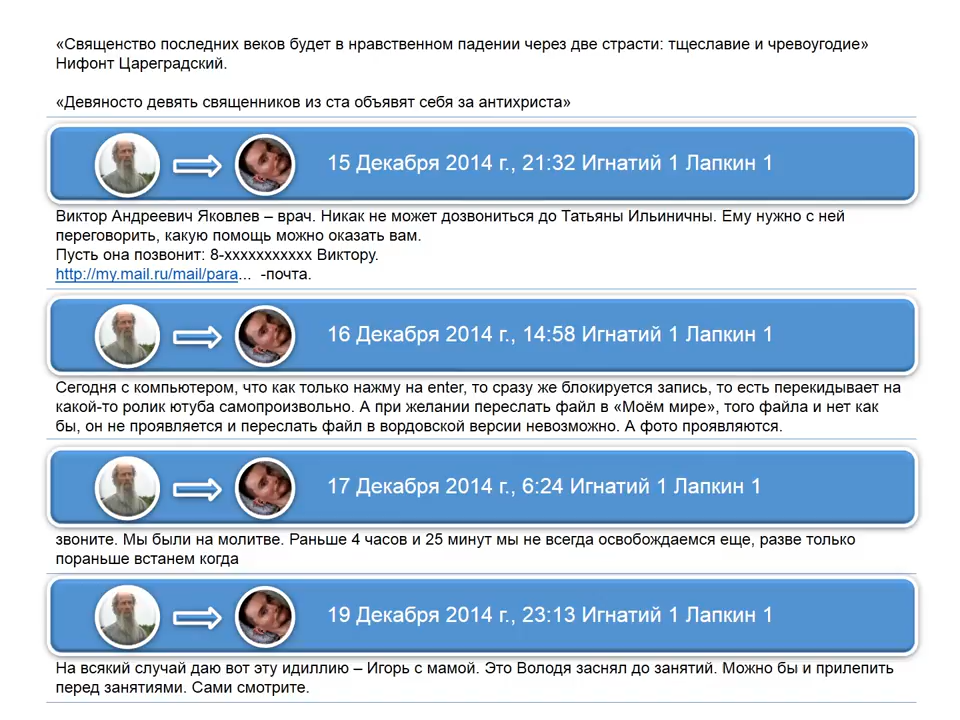 «Священство последних веков будет в нравственном падении через две страсти: тщеславие и чревоугодие»
Нифонт Цареградский.
«Девяносто девять священников из ста объявят себя за антихриста»
15 Декабря 2014 г., 21:32 Игнатий 1 Лапкин 1
Виктор Андреевич Яковлев – врач. Никак не может дозвониться до Татьяны Ильиничны. Ему нужно с ней
переговорить, какую помощь можно оказать вам.
Пусть она позвонит: 8-xxxxxxxxxxx Виктору.
http://my.mail.ru/mail/para... -почта.
16 Декабря 2014 г., 14:58 Игнатий 1 Лапкин 1
Сегодня с компьютером, что как только нажму на enter, то сразу же блокируется запись, то есть перекидывает на
какой-то ролик ютуба самопроизвольно. А при желании переслать файл в «Моём мире», того файла и нет как
бы, он не проявляется и переслать файл в вордовской версии невозможно. А фото проявляются.
17 Декабря 2014 г., 6:24 Игнатий 1 Лапкин 1
звоните. Мы были на молитве. Раньше 4 часов и 25 минут мы не всегда освобождаемся еще, разве только
пораньше встанем когда
19 Декабря 2014 г., 23:13 Игнатий 1 Лапкин 1
На всякий случай даю вот эту идиллию – Игорь с мамой. Это Володя заснял до занятий. Можно бы и прилепить
перед занятиями. Сами смотрите.